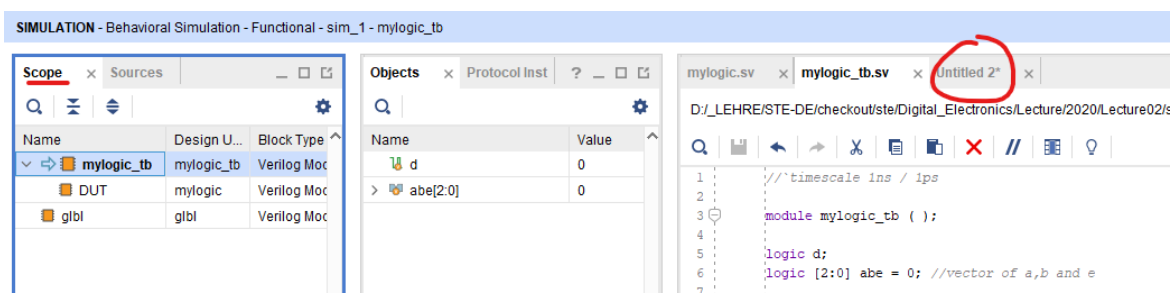 SIMULATION - Behavioral Simulation - Functional - sim_1 - mylogic_tb
Scope Sources
Name Design U... Block Type
mylogic_tb mylogic_tb Verilog Moc
DUT mylogic Verilog Moc
glbl glbl Verilog Moc
Objects Protocol Inst ?
Name Value
d 0
abe[2:0] 0
mylogic.sv mylogic_tb.sv Untitled 2*
D:/_LEHRE/STE-DE/checkout/ste/Digital_Electronics/Lecture/2020/Lecture02/s
1 //`timescale 1ns / 1ps
2
3 module mylogic_tb ( );
4
5 logic d;
6 logic [2:0] abe = 0; //vector of a,b and e
7